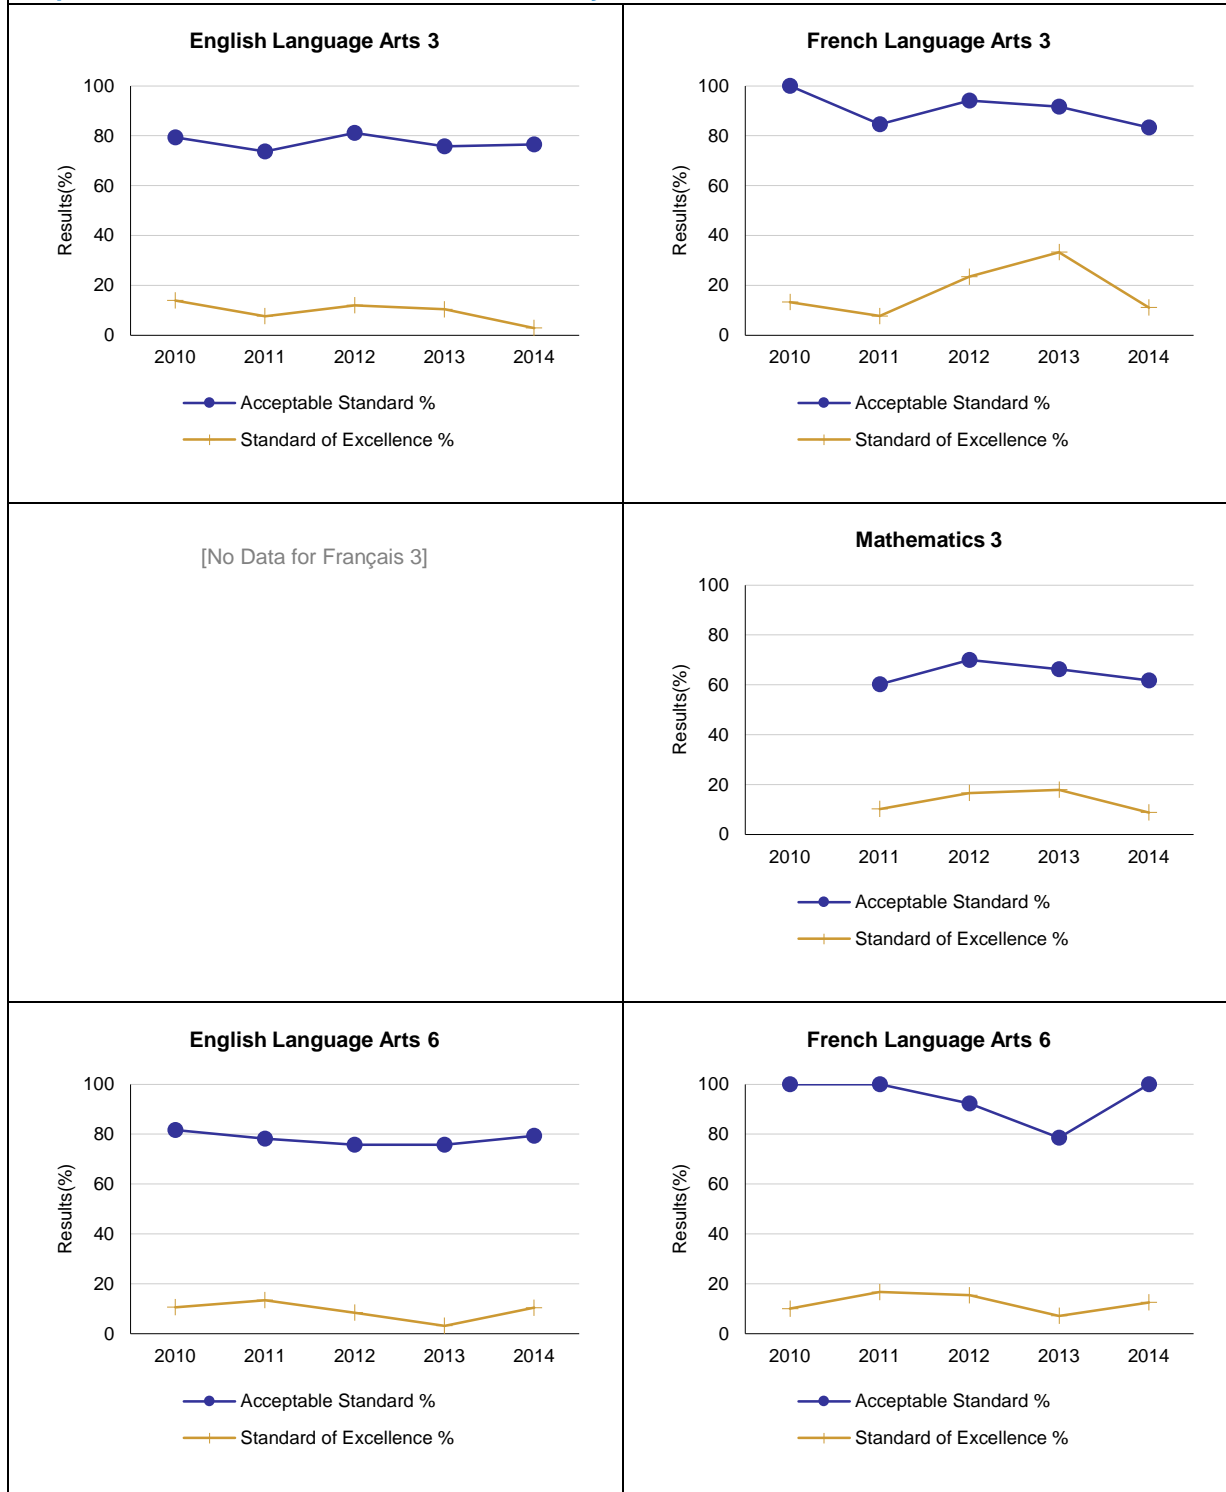 English Language Arts 3
100
80
60
40
20
0
Results(%)
2010 2011 2012 2013 2014
Acceptable Standard %
Standard of Excellence %
French Language Arts 3
100
80
60
40
20
0
Results(%)
2010 2011 2012 2013 2014
Acceptable Standard %
Standard of Excellence %
[No Data for Français 3]
Mathematics 3
100
80
60
40
20
0
Results(%)
2010 2011 2012 2013 2014
Acceptable Standard %
Standard of Excellence %
English Language Arts 6
100
80
60
40
20
0
Results(%)
2010 2011 2012 2013 2014
Acceptable Standard %
Standard of Excellence %
French Language Arts 6
100
80
60
40
20
0
Results(%)
2010 2011 2012 2013 2014
Acceptable Standard %
Standard of Excellence %